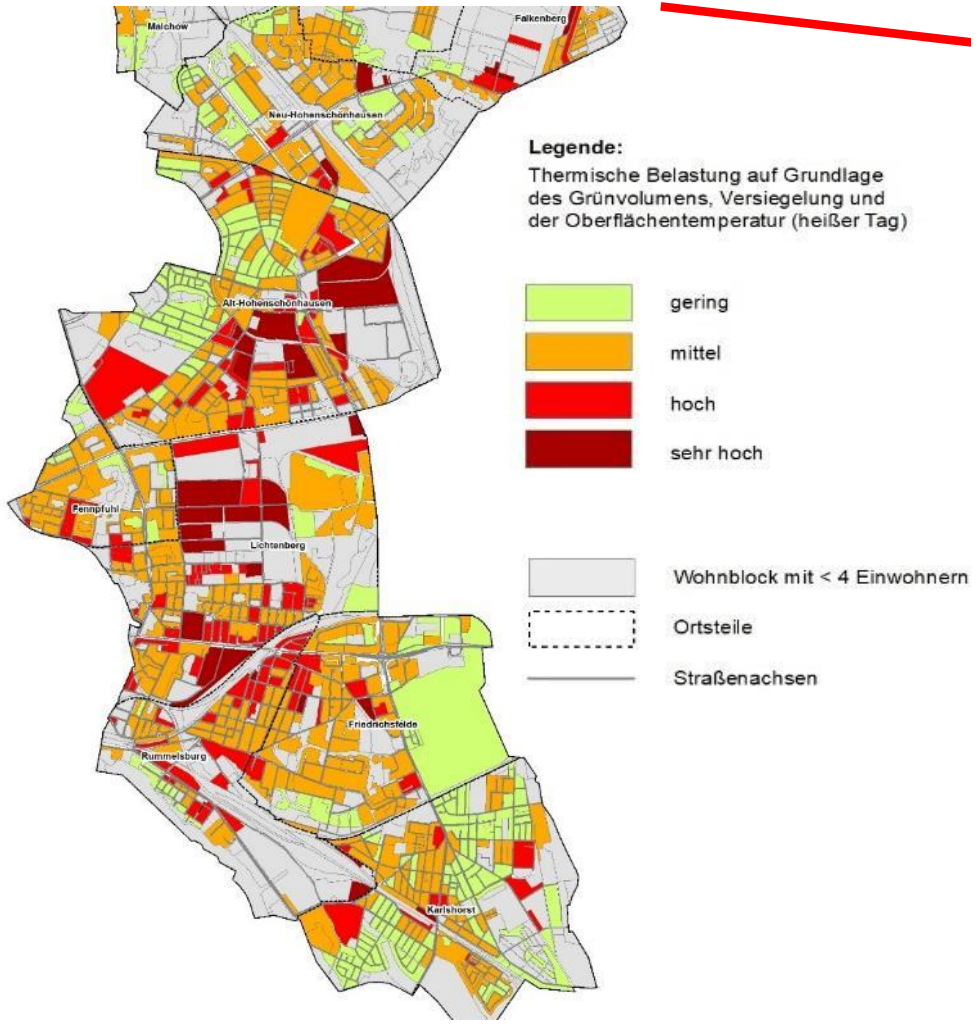 Malchow
Falkenberg
Neu-Hohenschönhausen
Alt-Hohenschönhausen
Fennpfuhl
Lichtenberg
Friedrichsfelde
Rummelsburg
Karlshorst
Legende:
Thermische Belastung auf Grundlage
des Grünvolumens, Versiegelung und
der Oberflächentemperatur (heißer Tag)
gering
mittel
hoch
sehr hoch
Wohnblock mit < 4 Einwohnern
Ortsteile
Straßenachsen